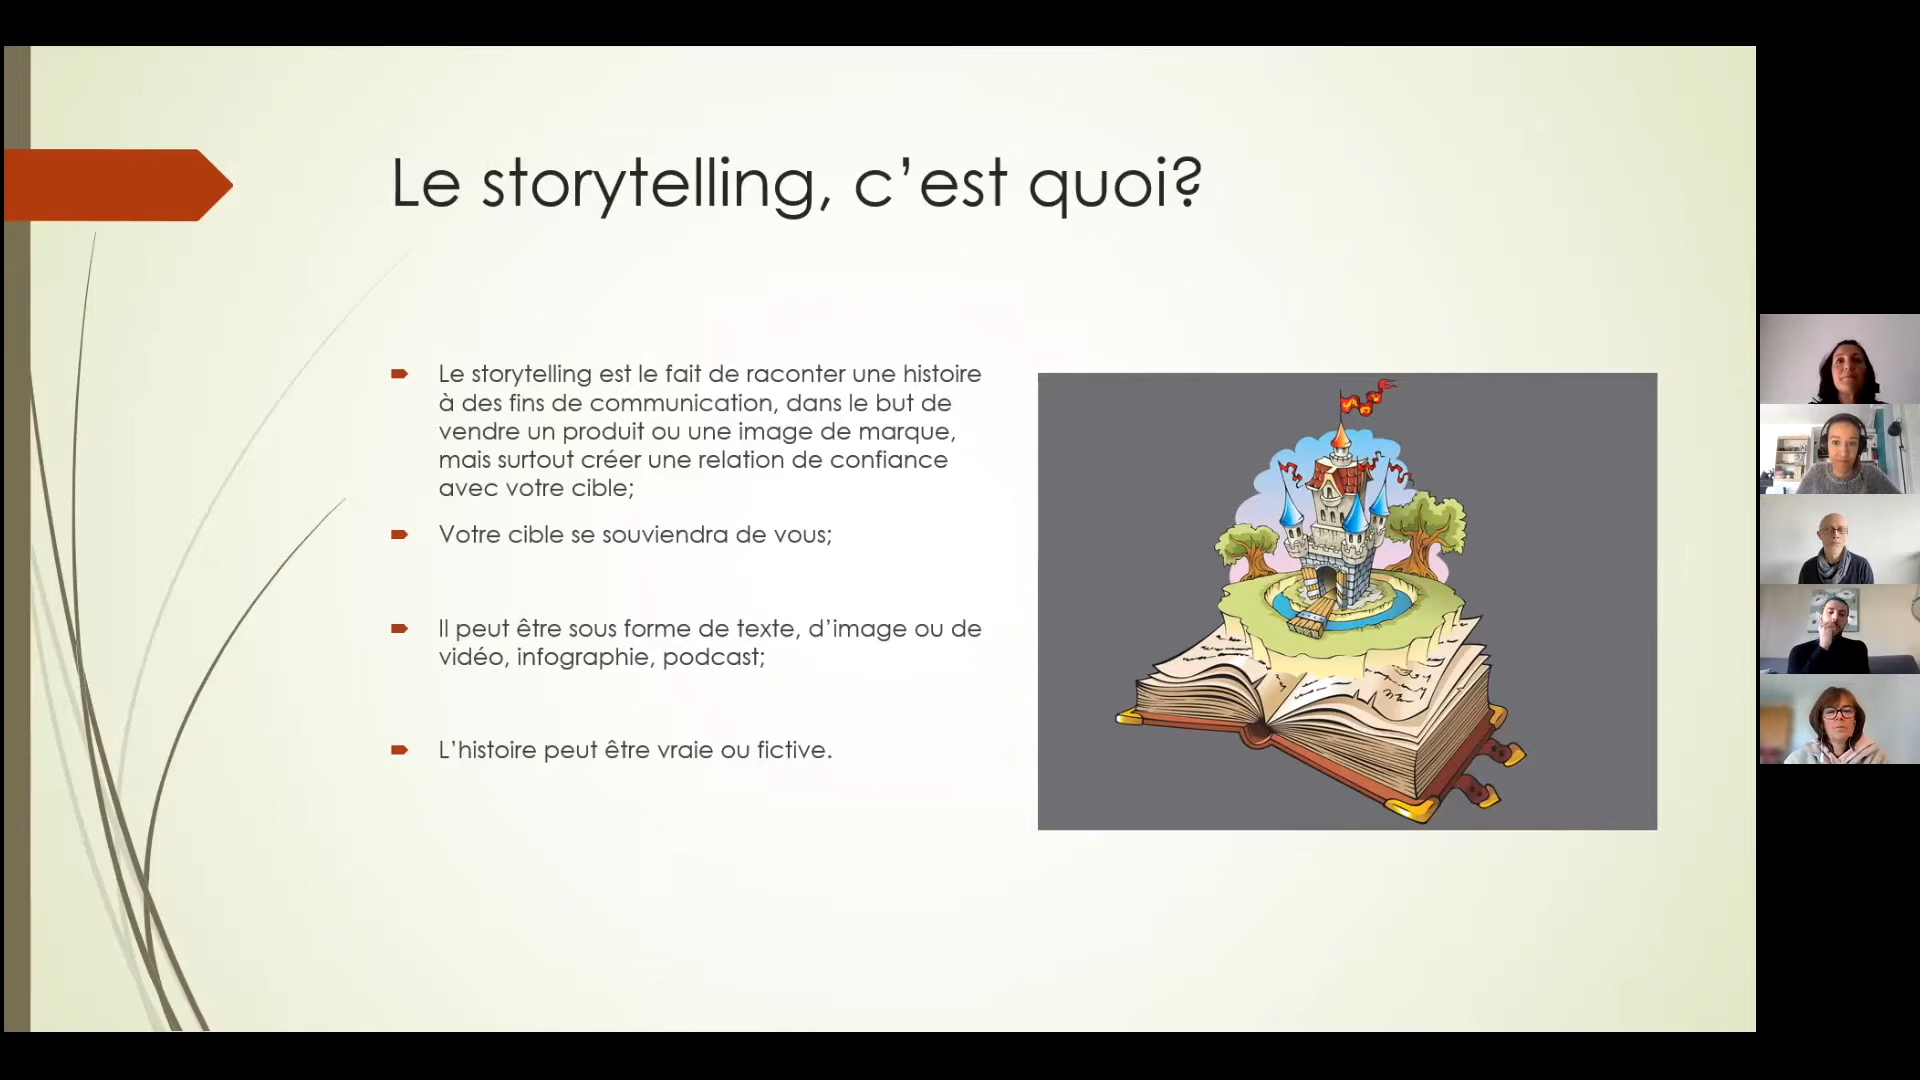 Le storytelling, c’est quoi?
Le storytelling est le fait de raconter une histoire
à des fins de communication, dans le but de
vendre un produit ou une image de marque,
mais surtout créer une relation de confiance
avec votre cible;
Votre cible se souviendra de vous;
Il peut être sous forme de texte, d’image ou de
vidéo, infographie, podcast;
L’histoire peut être vraie ou fictive.